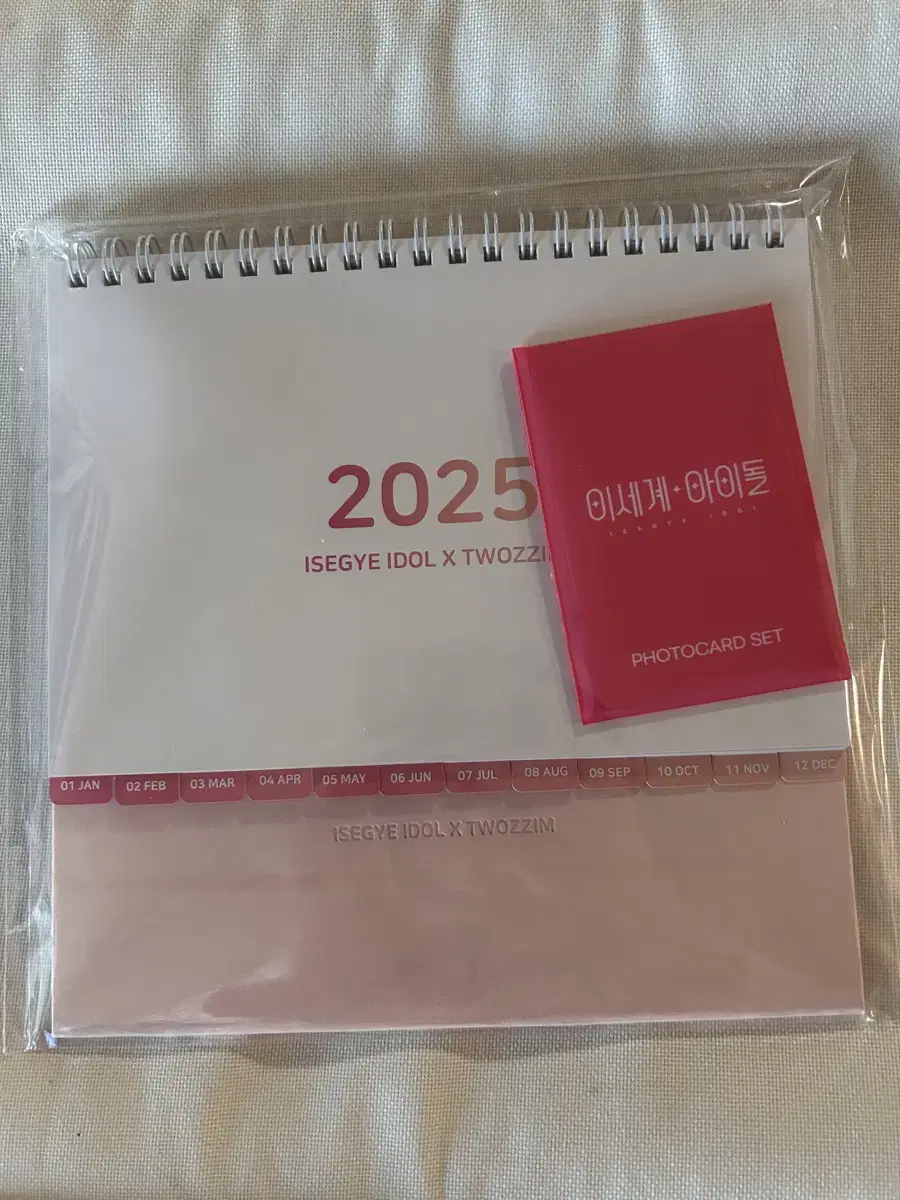 2025
ISEGYE IDOL X TWOZZI
이세계·아이돌
ISEGYE IDOL
PHOTOCARD SET
01 JAN
02 FEB
03 MAR
04 APR
05 MAY
06 JUN
07 JUL
08 AUG
09 SEP
10 OCT
11 NOV
12 DEC
ISEGYE IDOL X TWOZZIM